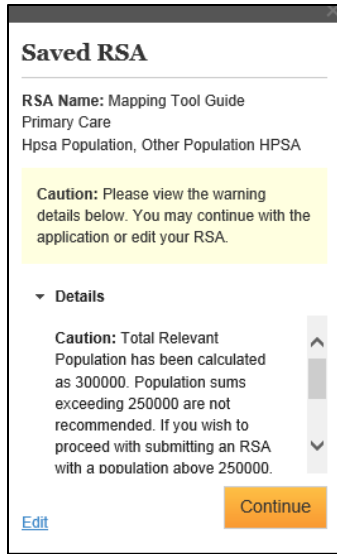 Saved RSA
RSA Name: Mapping Tool Guide
Primary Care
Hpsa Population, Other Population HPSA
Caution: Please view the warning
details below. You may continue with the
application or edit your RSA.
Details
Caution: Total Relevant
Population has been calculated
as 300000. Population sums
exceeding 250000 are not
recommended. If you wish to
proceed with submitting an RSA
with a population above 250000.
Edit
Continue